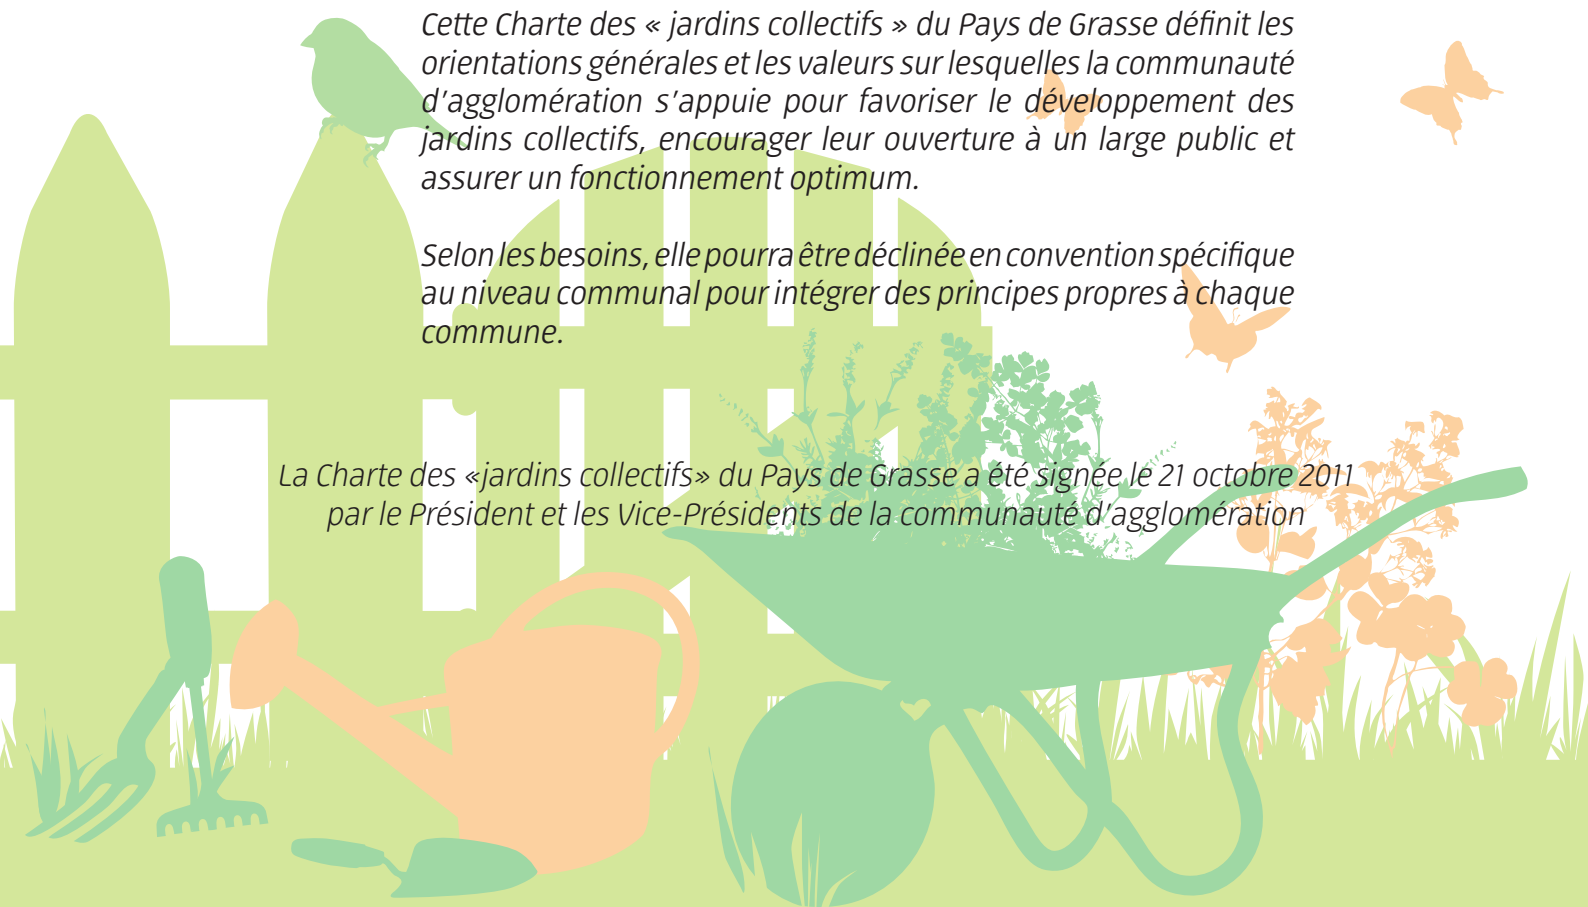 Cette Charte des « jardins collectifs » du Pays de Grasse définit les
orientations générales et les valeurs sur lesquelles la communauté
d'agglomération s'appuie pour favoriser le développement des
jardins collectifs, encourager leur ouverture à un large public et
assurer un fonctionnement optimum.
Selon les besoins, elle pourra être déclinée en convention spécifique
au niveau communal pour intégrer des principes propres à chaque
commune.
La Charte des «jardins collectifs» du Pays de Grasse a été signée le 21 octobre 2011
par le Président et les Vice-Présidents de la communauté d'agglomération